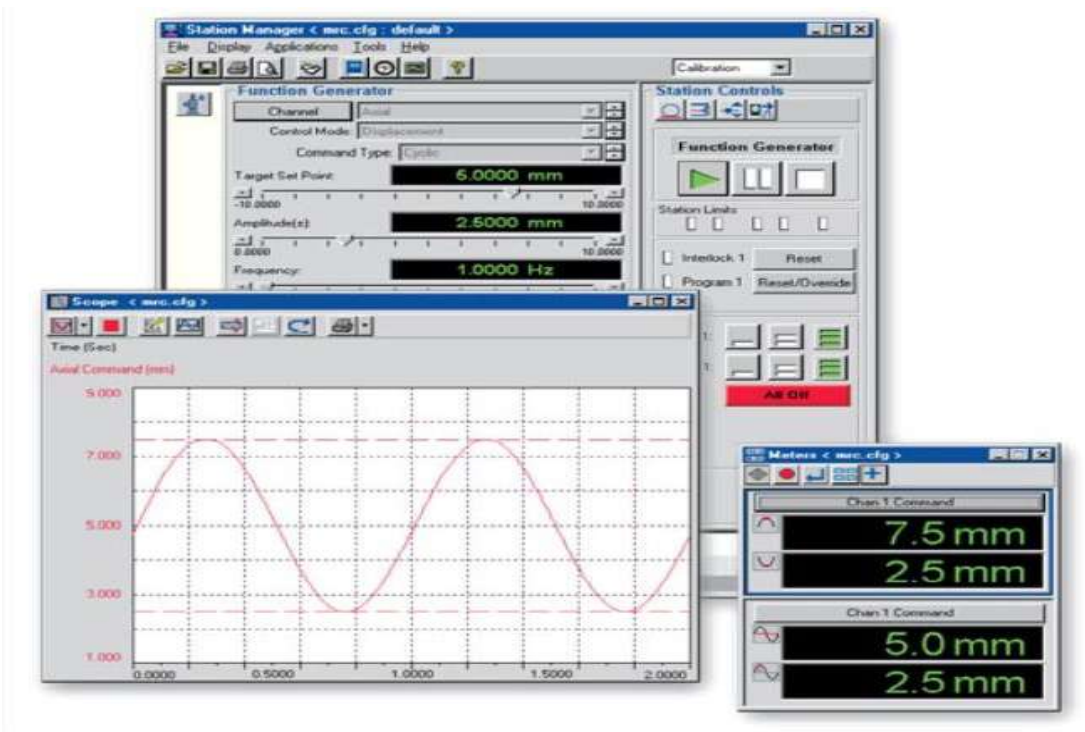 Station Manager < mrc.cfg : default >
File Display Applications Tools Help
Calibration
Function Generator
Channel Axial
Control Mode: Displacement
Command Type: Cyclic
Target Set Point: 5.0000 mm
-10.0000 10.0000
Amplitude(s): 2.5000 mm
0.0000 10.0000
Frequency: 1.0000 Hz
Station Controls
Function Generator
Station Limits
Interlock 1 Reset
Program 1 Reset/Override
1:
1:
All Off
Scope < mrc.cfg >
Time (Sec)
Axial Command (mm)
9.000
7.000
5.000
3.000
1.000
0.0000 0.5000 1.0000 1.5000 2.0000
Meters < mrc.cfg >
Chan 1 Command
7.5 mm
2.5 mm
Chan 1 Command
5.0 mm
2.5 mm